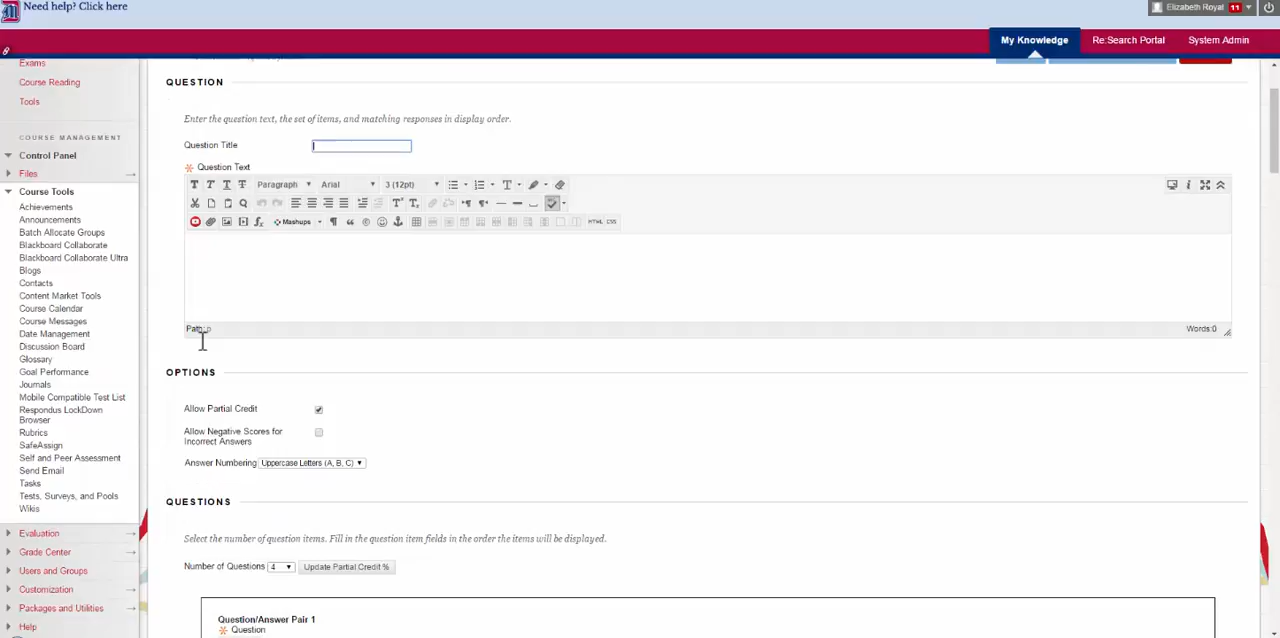 Need help? Click here
Elizabeth Royal 11
My Knowledge
Re:Search Portal
System Admin
Exams
Course Reading
Tools
COURSE MANAGEMENT
Control Panel
Files
Course Tools
Achievements
Announcements
Batch Allocate Groups
Blackboard Collaborate
Blackboard Collaborate Ultra
Blogs
Contacts
Content Market Tools
Course Calendar
Course Messages
Date Management
Discussion Board
Glossary
Goal Performance
Journals
Mobile Compatible Test List
Respondus LockDown
Browser
Rubrics
SafeAssign
Self and Peer Assessment
Send Email
Tasks
Tests, Surveys, and Pools
Wikis
Evaluation
Grade Center
Users and Groups
Customization
Packages and Utilities
Help
QUESTION
Enter the question text, the set of items, and matching responses in display order.
Question Title
Question Text
T T T T Paragraph Arial 3 (12pt)
Mashups HTML CSS
Path: p
Words:0
OPTIONS
Allow Partial Credit
Allow Negative Scores for
Incorrect Answers
Answer Numbering Uppercase Letters (A, B, C)
QUESTIONS
Select the number of question items. Fill in the question item fields in the order the items will be displayed.
Number of Questions 4 Update Partial Credit %
Question/Answer Pair 1
Question